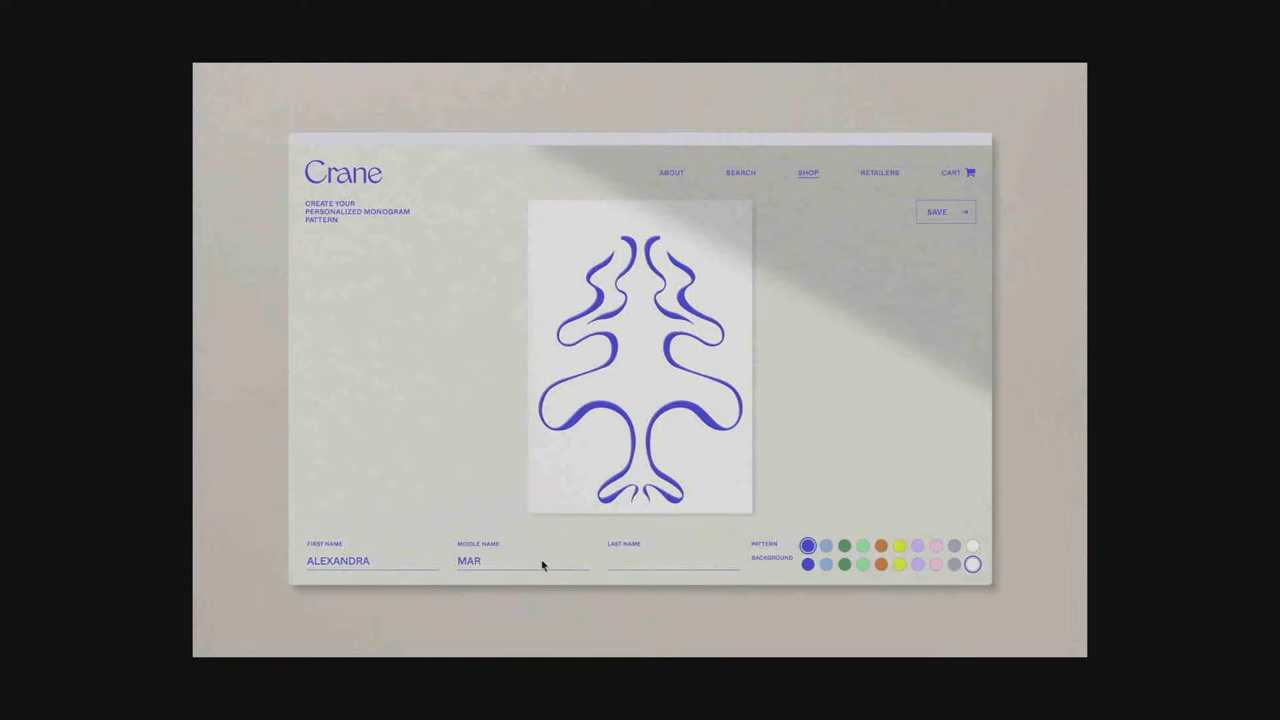 Crane
ABOUT
SEARCH
SHOP
RETAILERS
CART
CREATE YOUR
PERSONALIZED MONOGRAM
PATTERN
SAVE
FIRST NAME
ALEXANDRA
MIDDLE NAME
MAR
LAST NAME
PATTERN
BACKGROUND